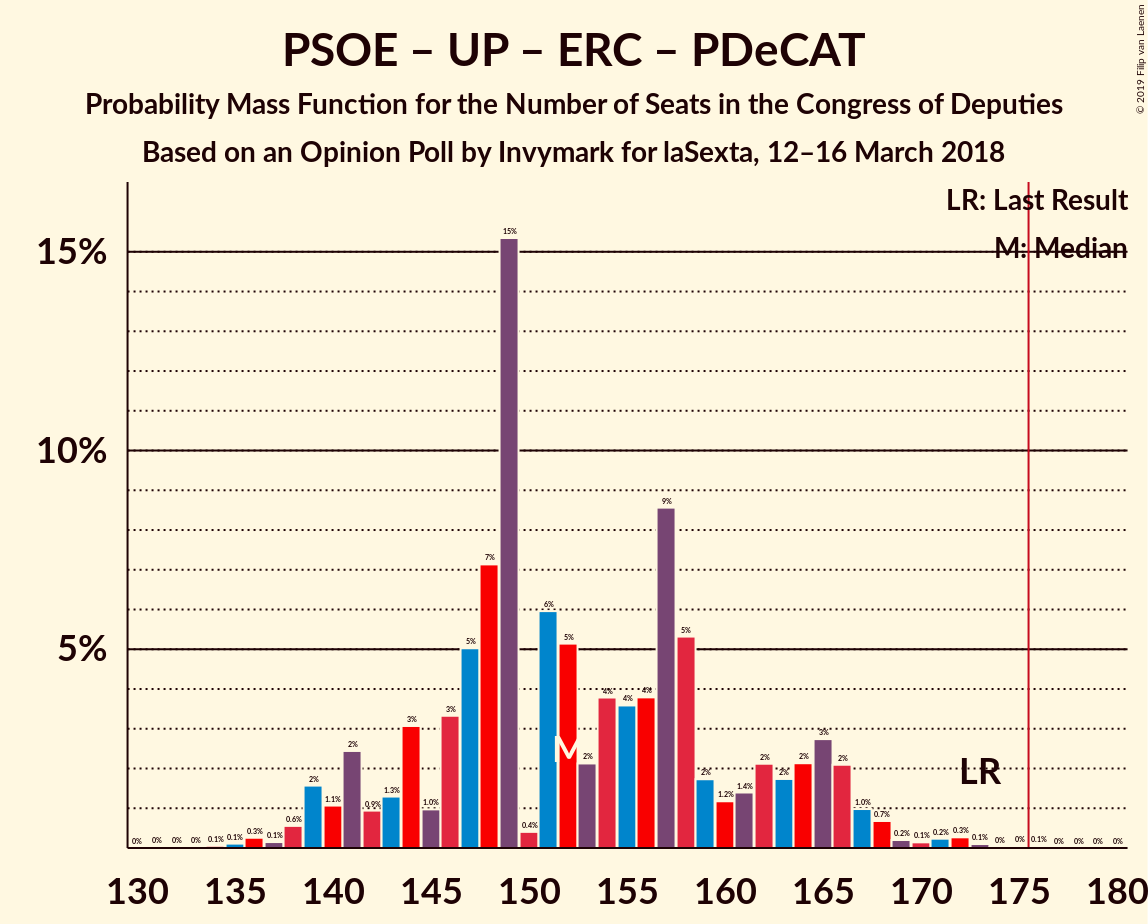 PSOE – UP – ERC – PDeCAT
Probability Mass Function for the Number of Seats in the Congress of Deputies
Based on an Opinion Poll by Invymark for laSexta, 12–16 March 2018
© 2019 Filip van Laenen
LR: Last Result
M: Median
15%
10%
5%
0% 0% 0% 0% 0.1% 0.1% 0.3% 0.1% 0.6% 2% 1.1% 2% 0.9% 1.3% 3% 1.0% 3% 5% 7% 15% 0.4% 6% 5% 2% 4% 4% 4% 9% 5% 2% 1.2% 1.4% 2% 2% 2% 3% 2% 1.0% 0.7% 0.2% 0.1% 0.2% 0.3% 0.1% 0% 0% 0.1% 0% 0% 0% 0%
M
LR
130 135 140 145 150 155 160 165 170 175 180